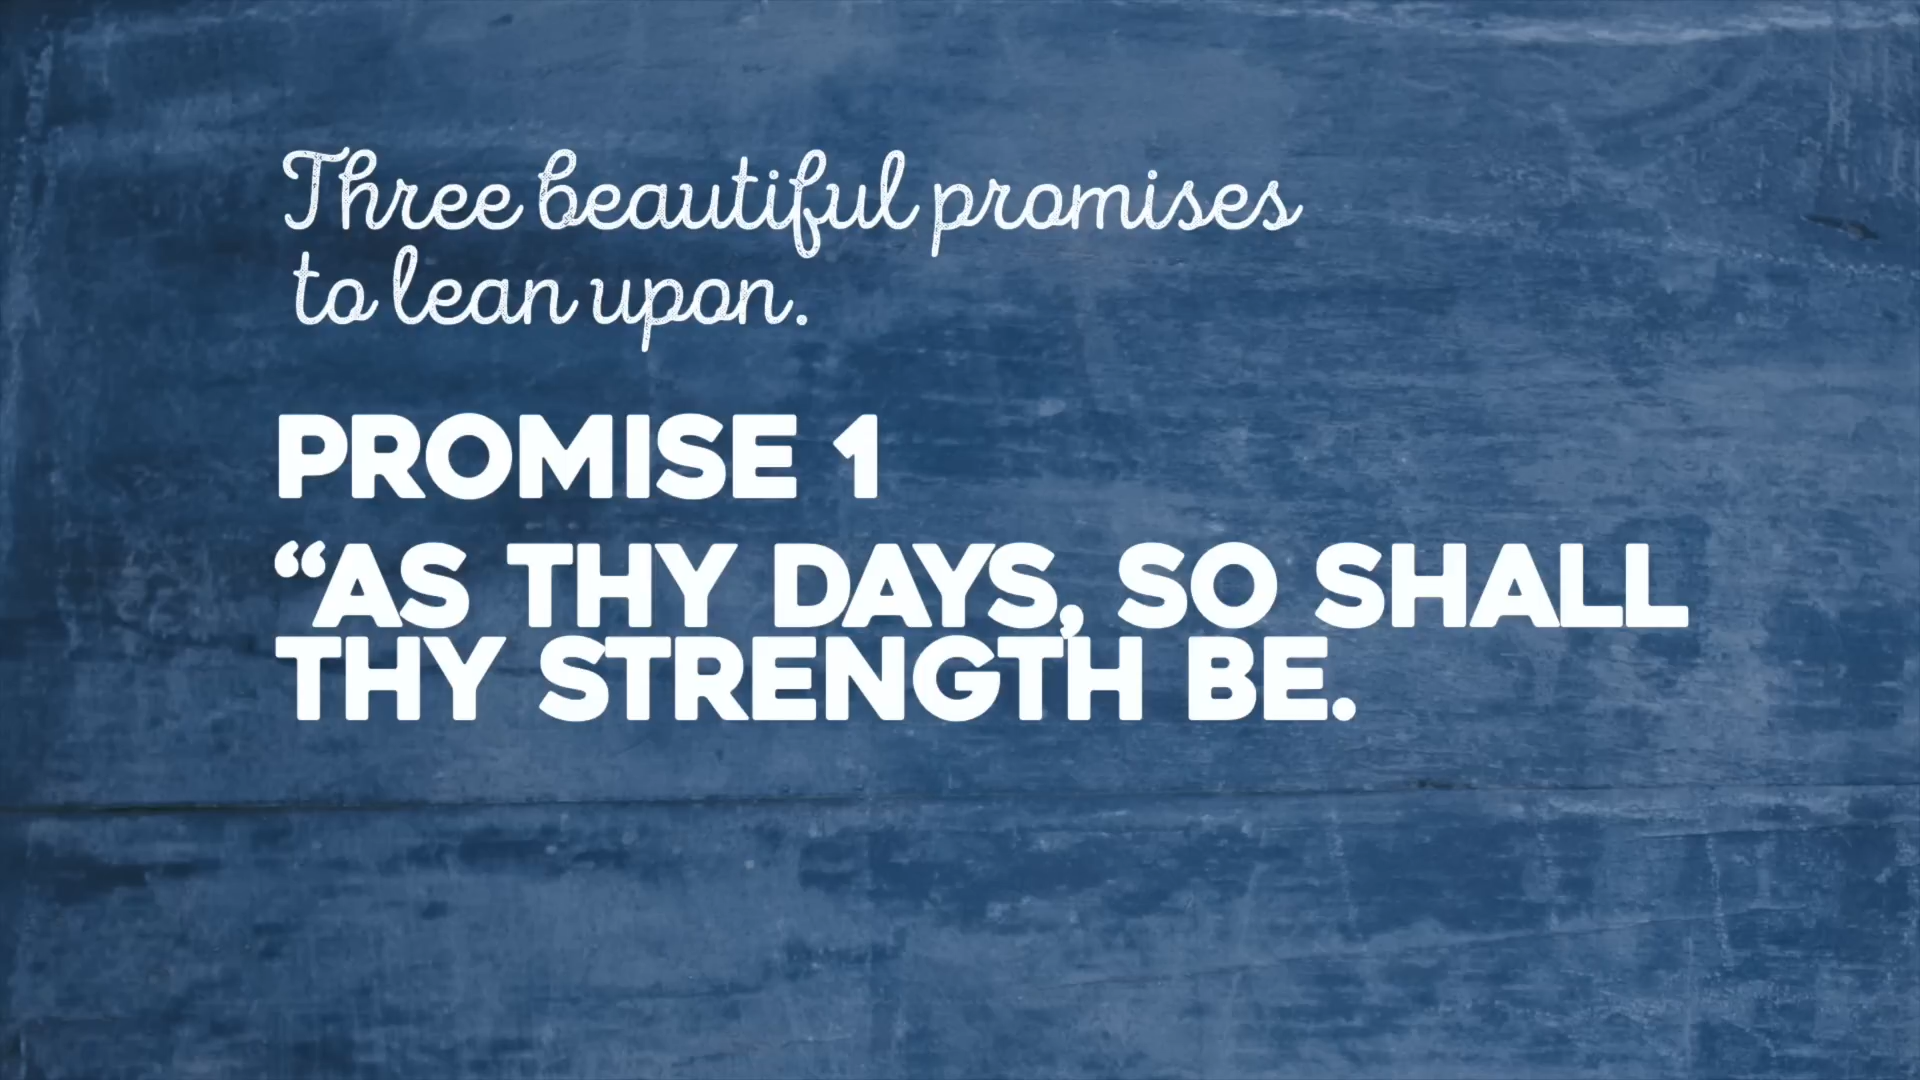 Three beautiful promises
to lean upon.
PROMISE 1
“AS THY DAYS, SO SHALL
THY STRENGTH BE.